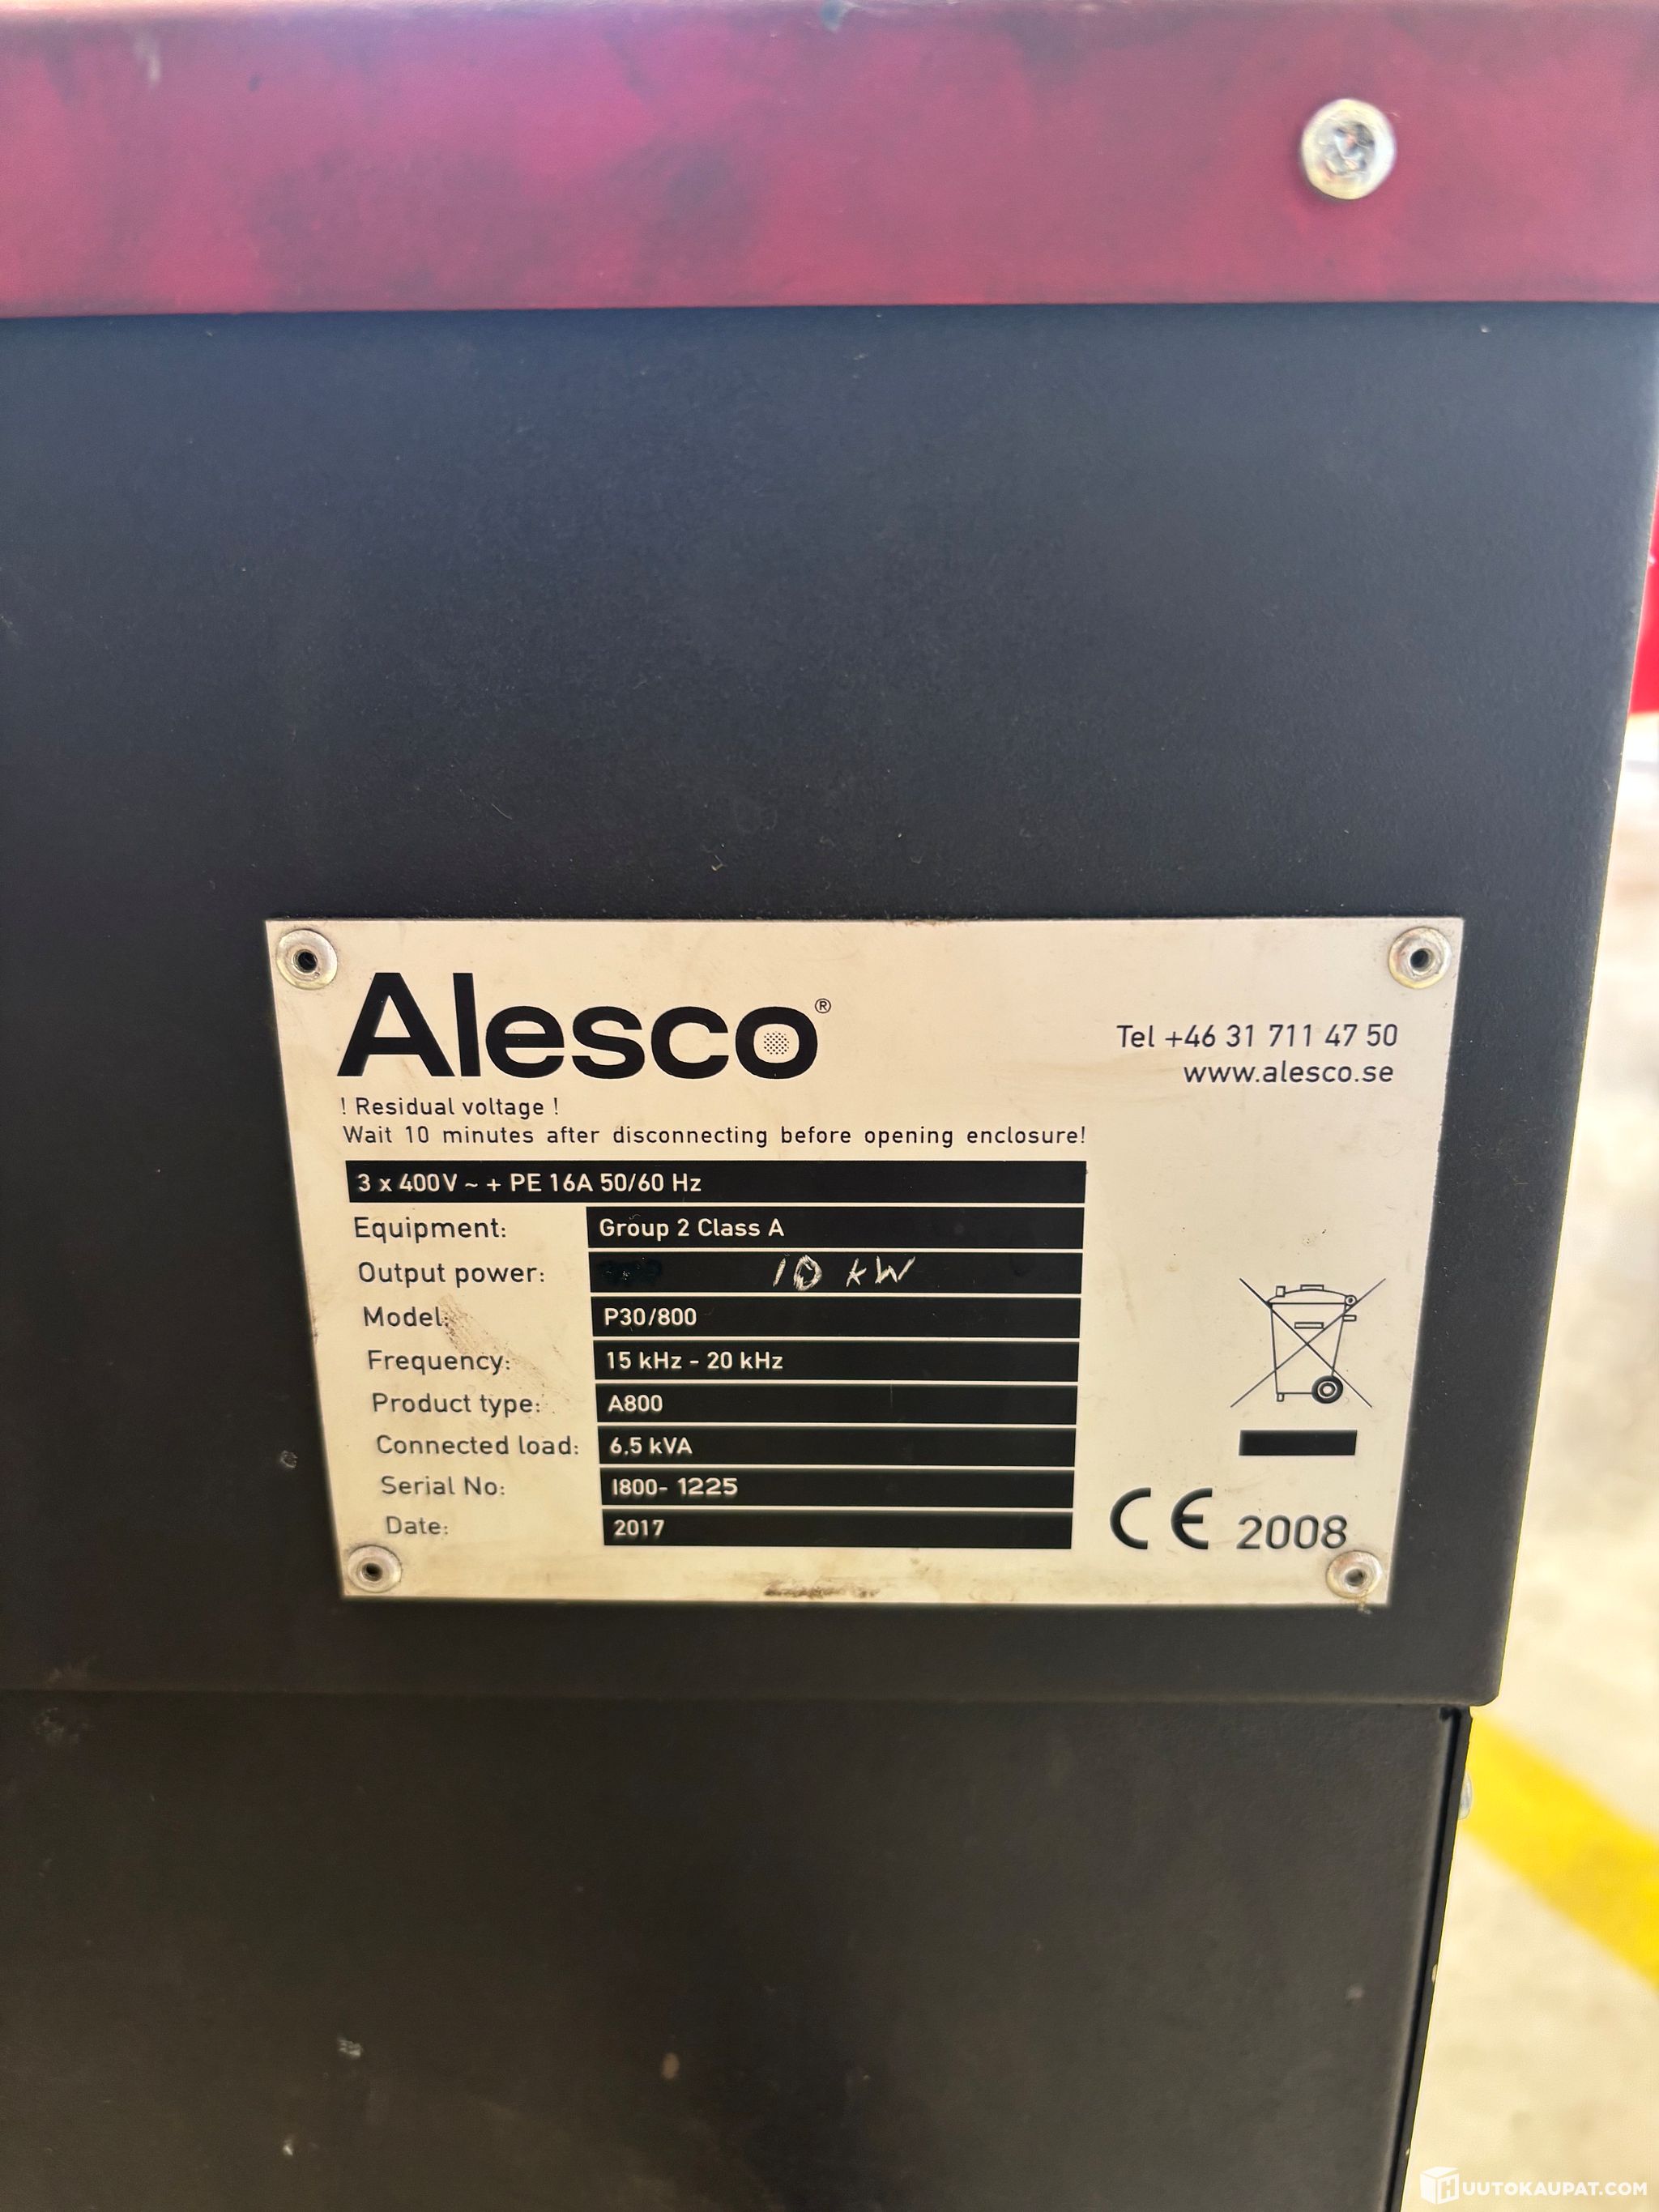 Alesco®
Tel +46 31 711 47 50
www.alesco.se
! Residual voltage !
Wait 10 minutes after disconnecting before opening enclosure!
3 x 400V ~ + PE 16A 50/60 Hz
Equipment: Group 2 Class A
Output power: 10 kW
Model: P30/800
Frequency: 15 kHz - 20 kHz
Product type: A800
Connected load: 6.5 kVA
Serial No: I800- 1225
Date: 2017
CE 2008
HUUTOKAUPAT.COM